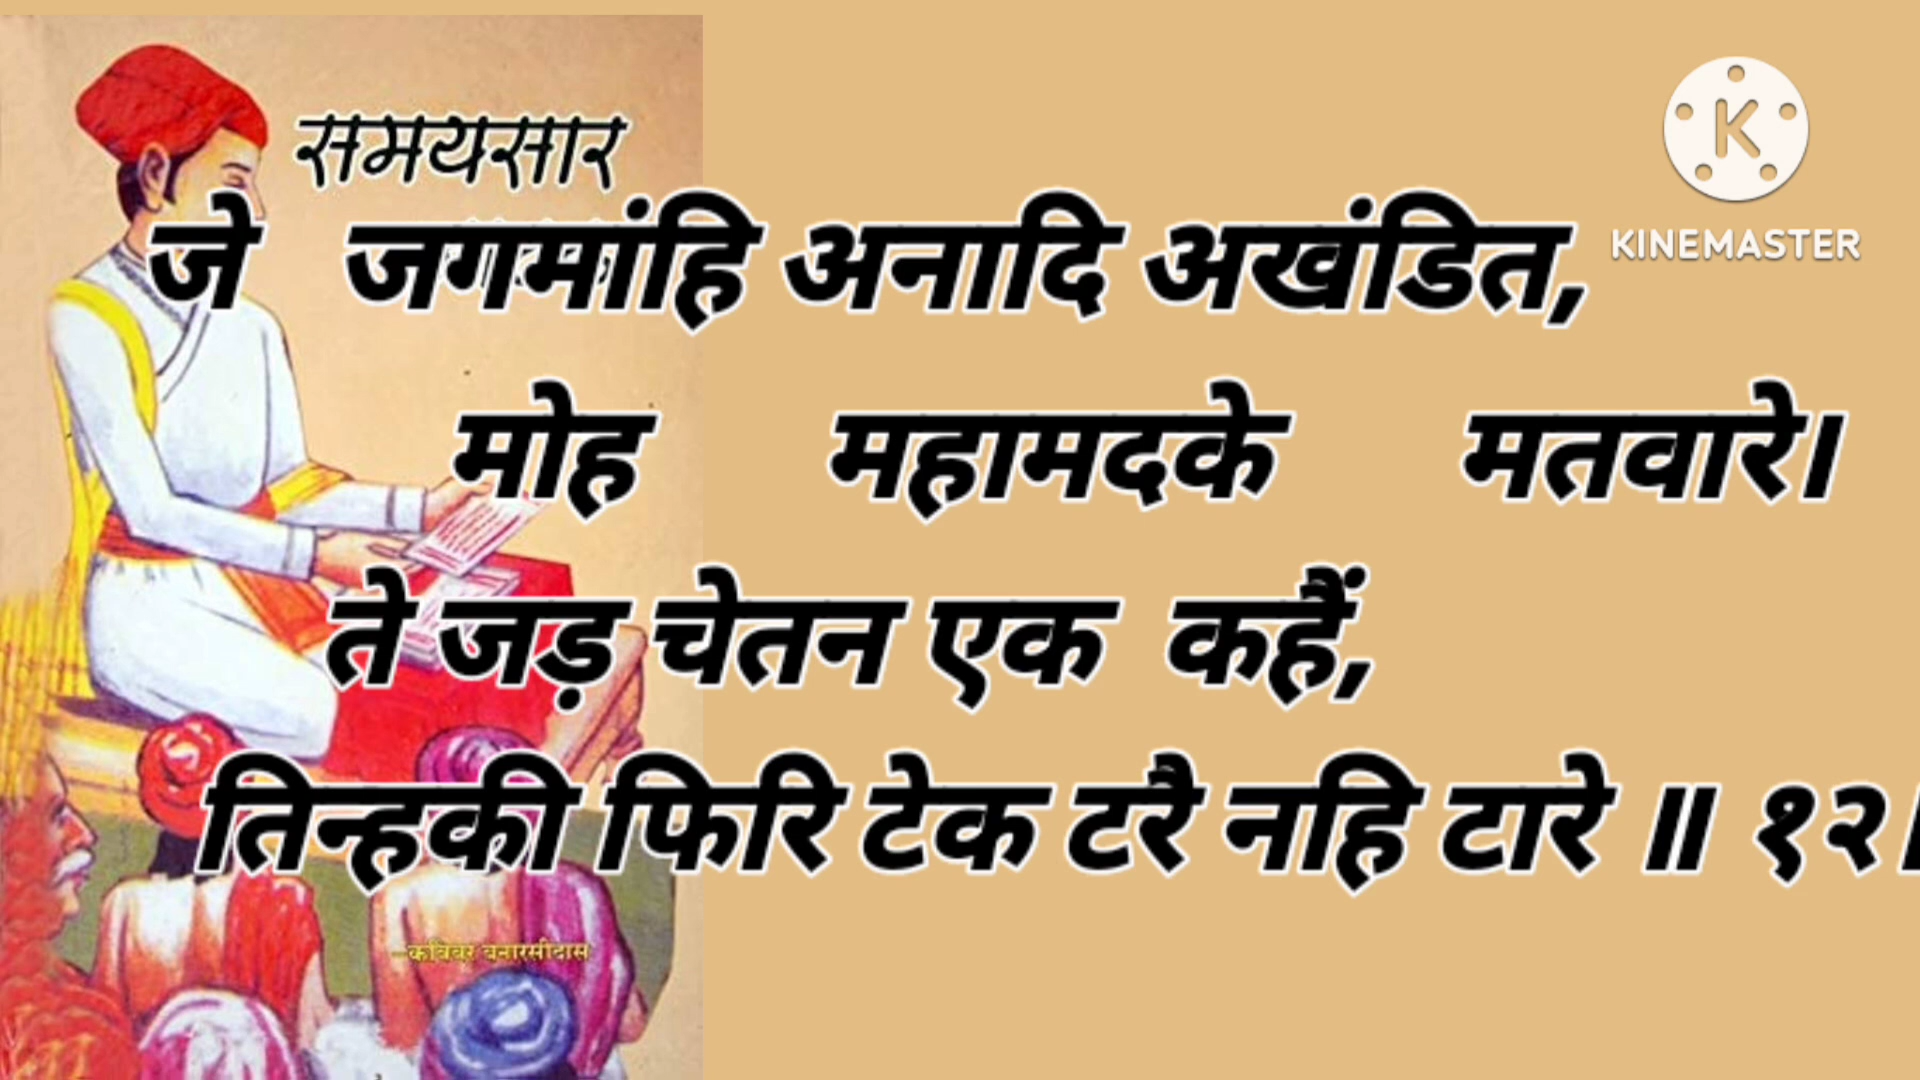 समयसार
जे जगमांहि अनादि अखंडित,
मोह महामदके मतवारे।
ते जड़ चेतन एक कहैं,
तिन्हकी फिरि टेक टरै नहि टारे ॥ १२।
–कविवर बनारसीदास
K
KINEMASTER